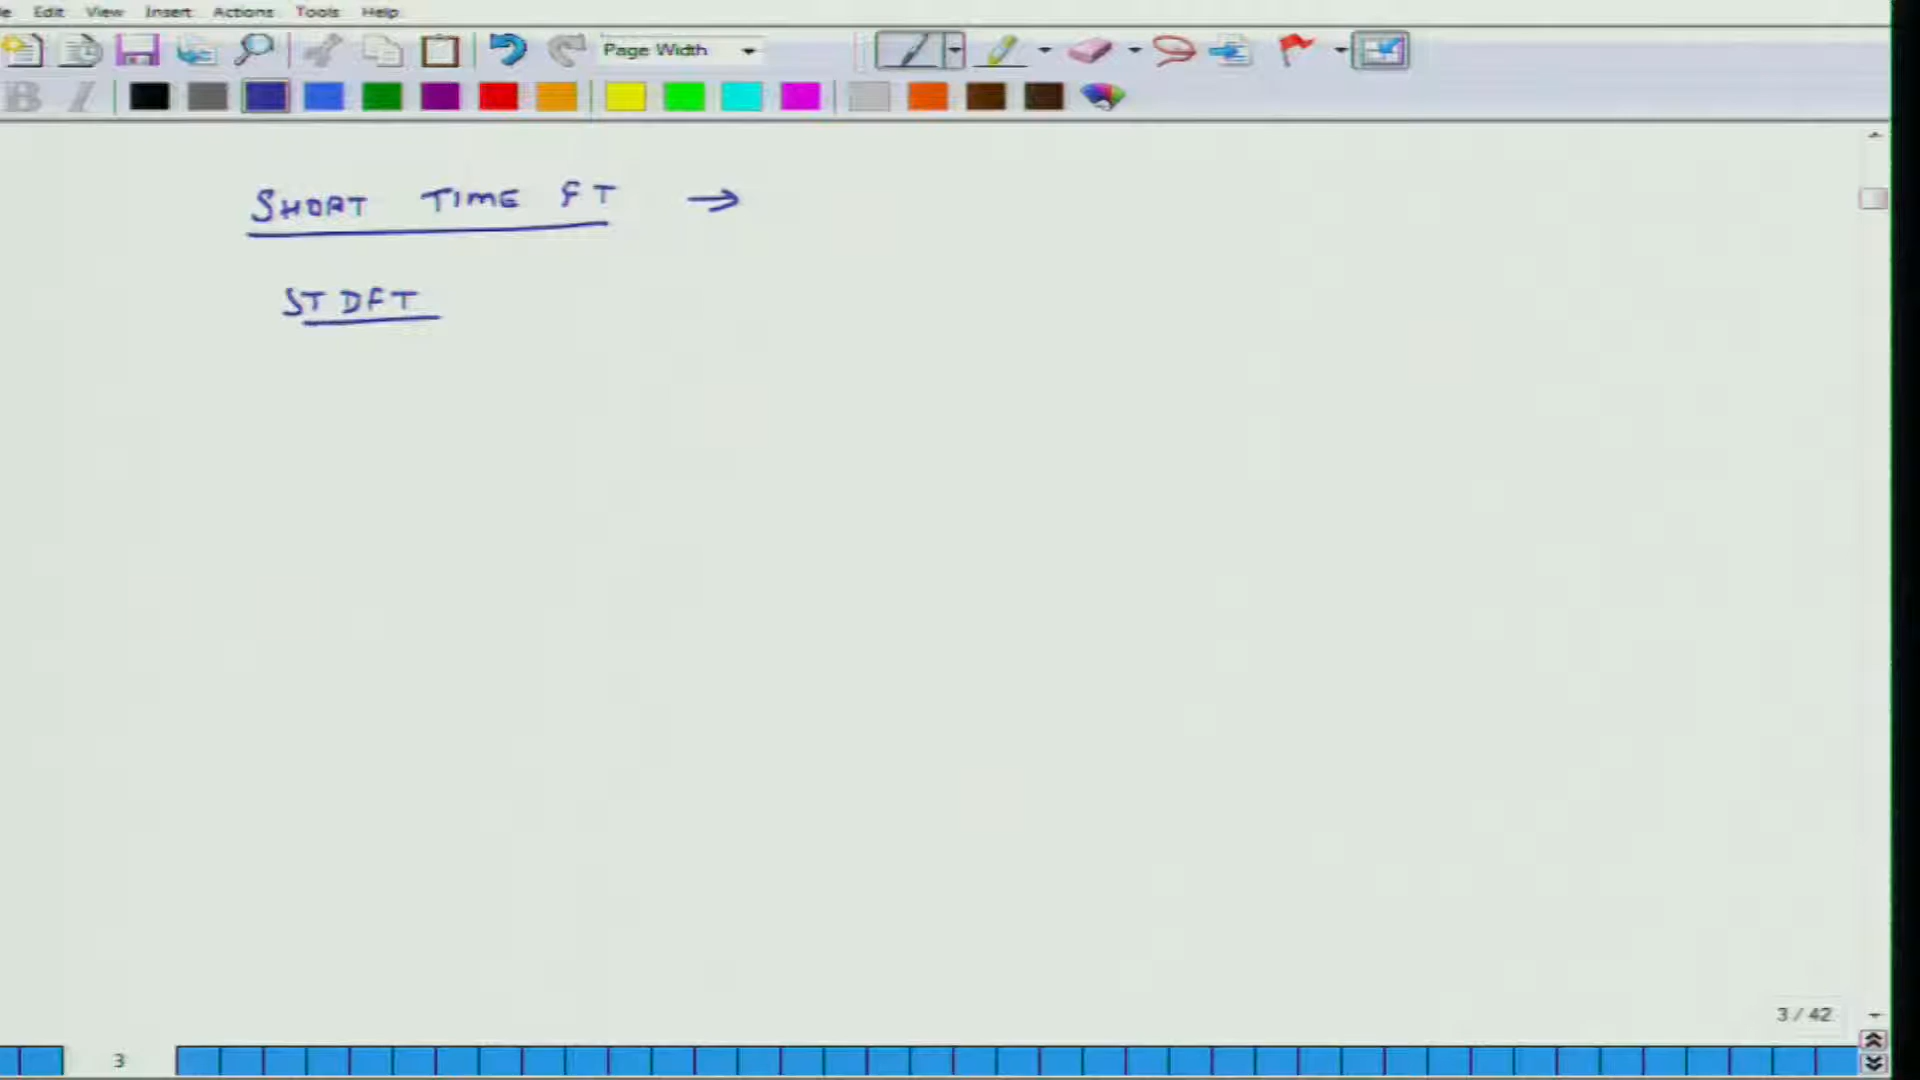 Edit View Insert Actions Tools Help
Page Width
B I
SHORT TIME FT →
ST DFT
3 / 42
3